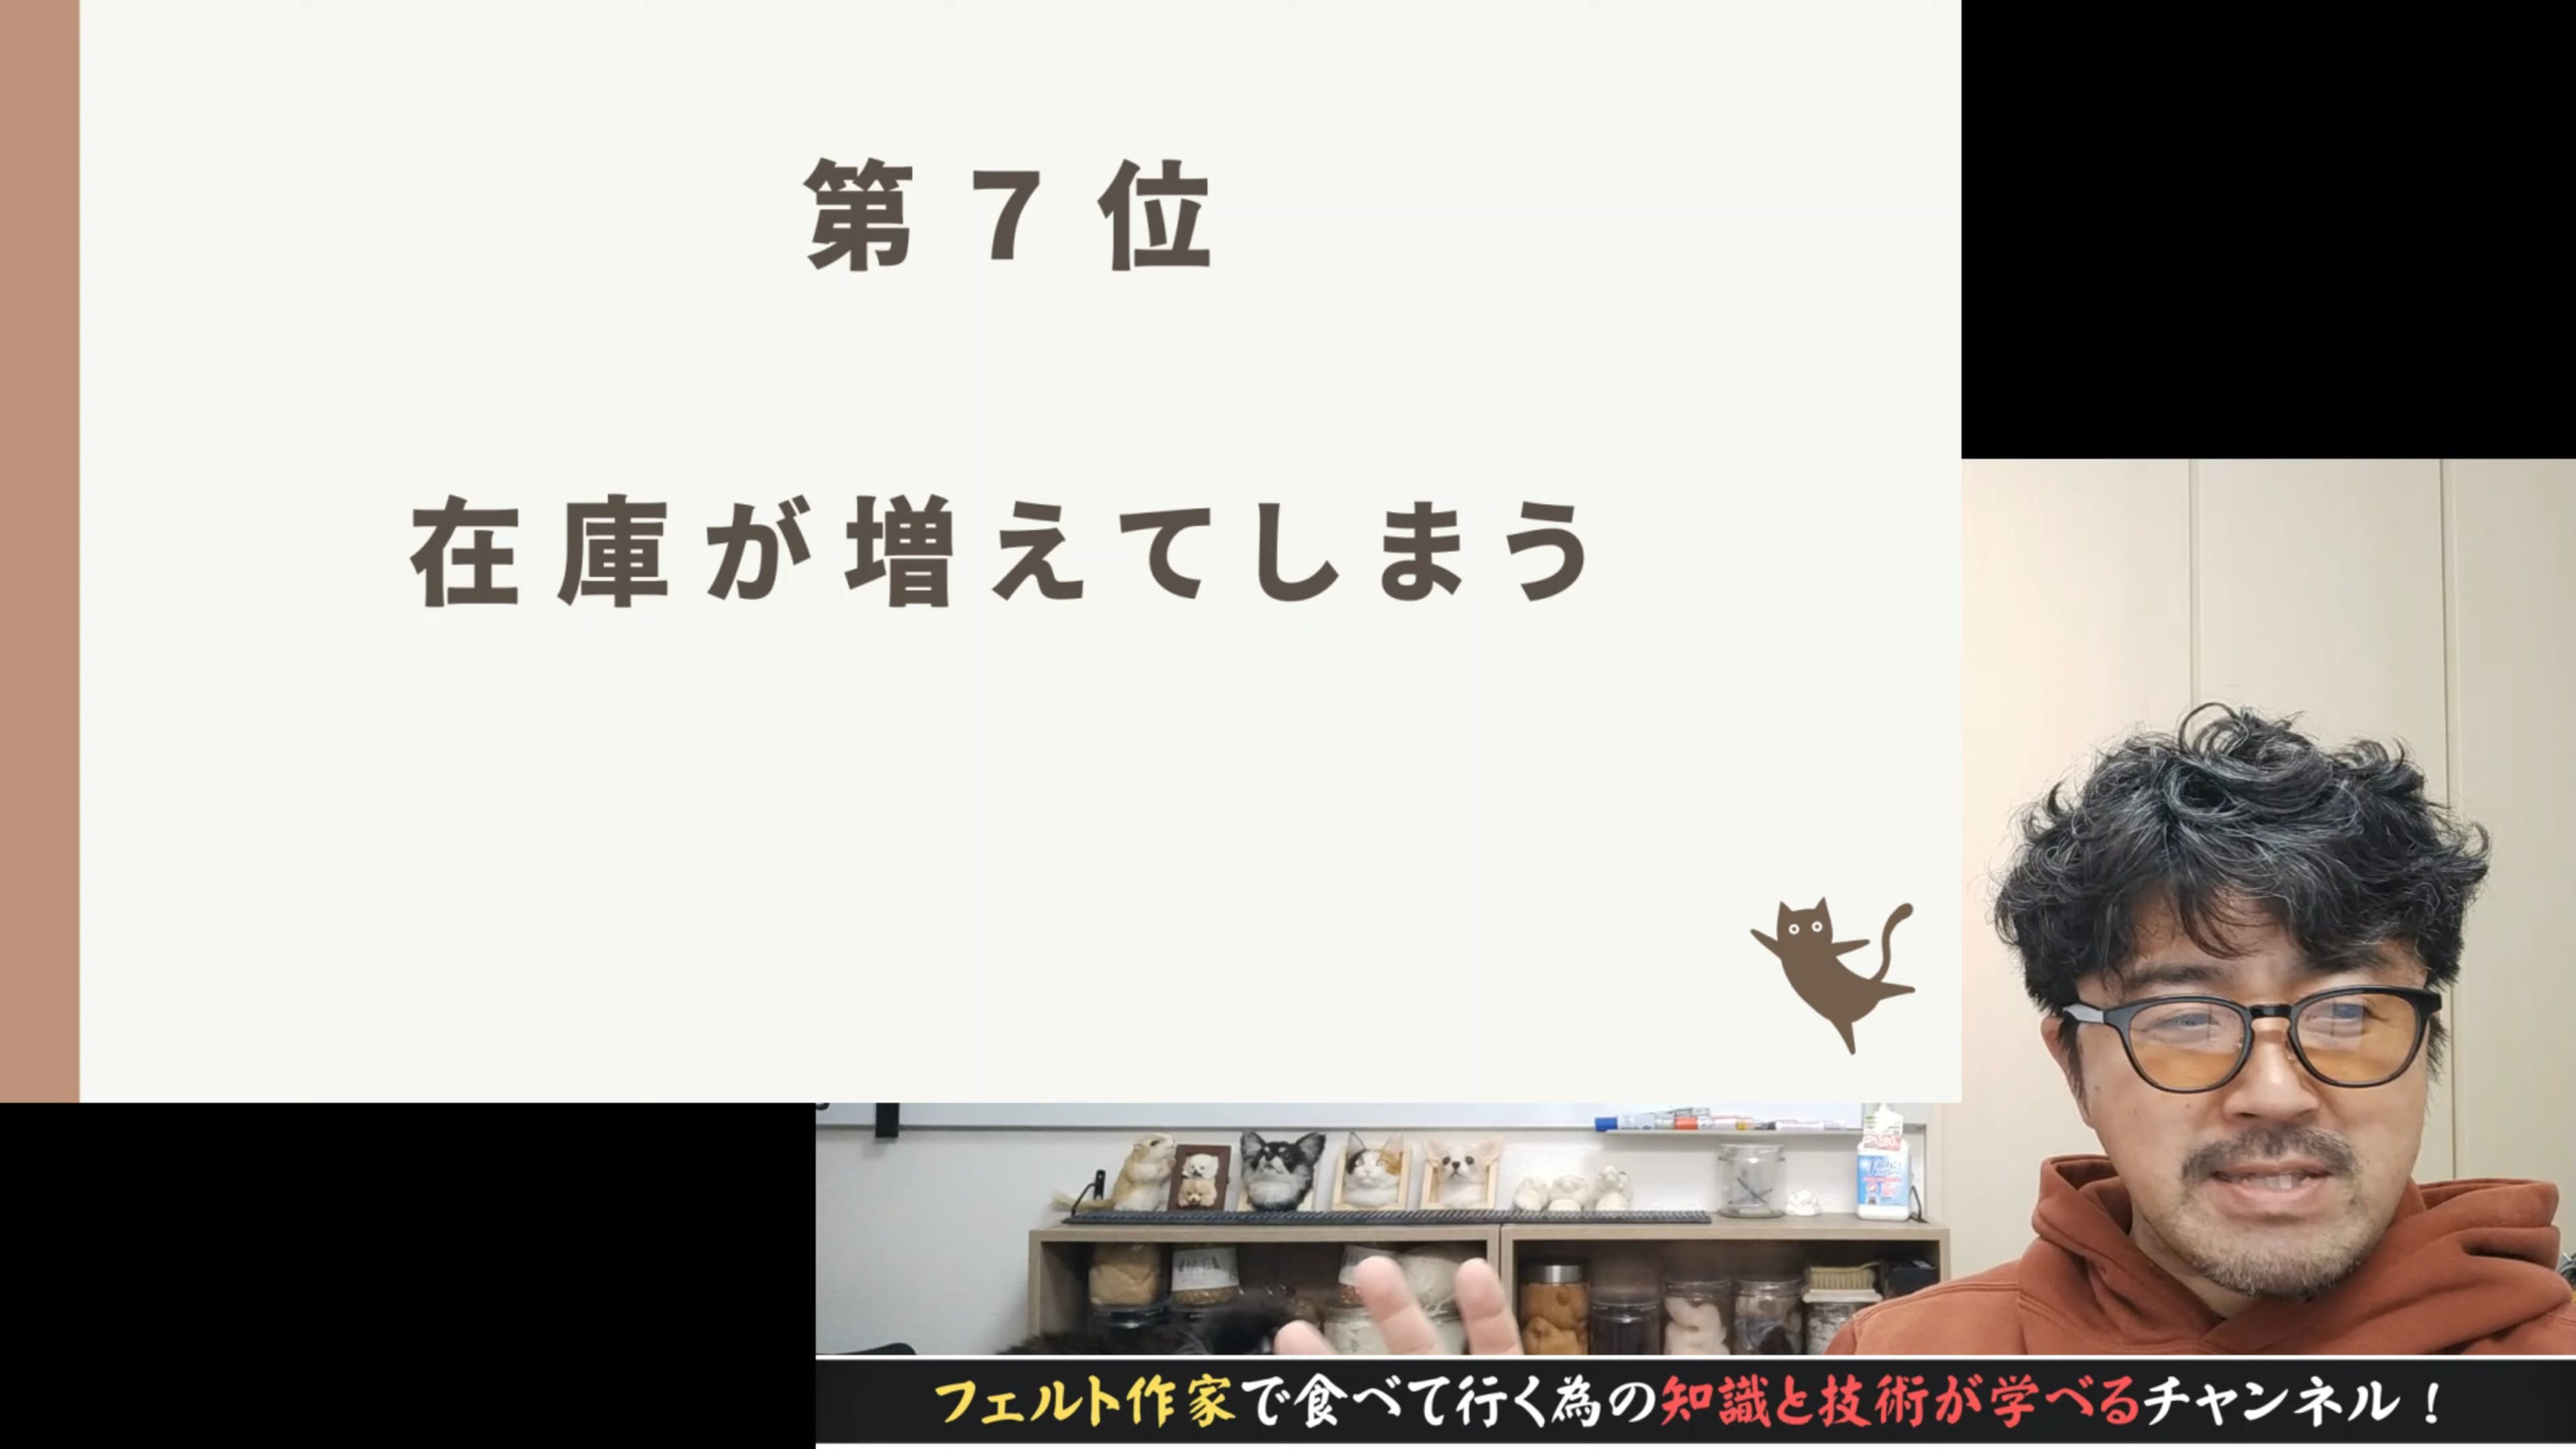 第7位
在庫が増えてしまう
フェルト作家で食べて行く為の知識と技術が学べるチャンネル！